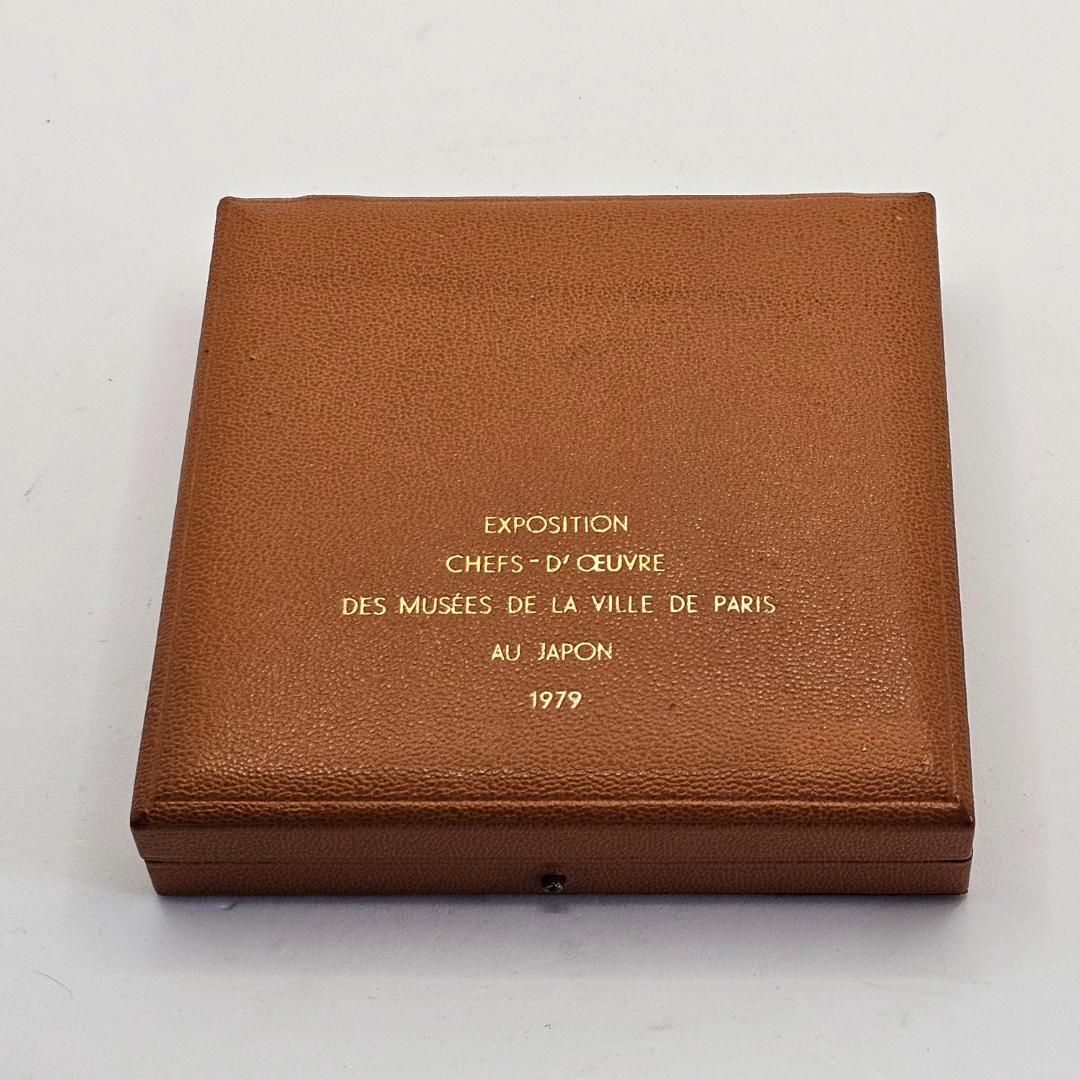 EXPOSITION
CHEFS-D'ŒUVRE
DES MUSÉES DE LA VILLE DE PARIS
AU JAPON
1979